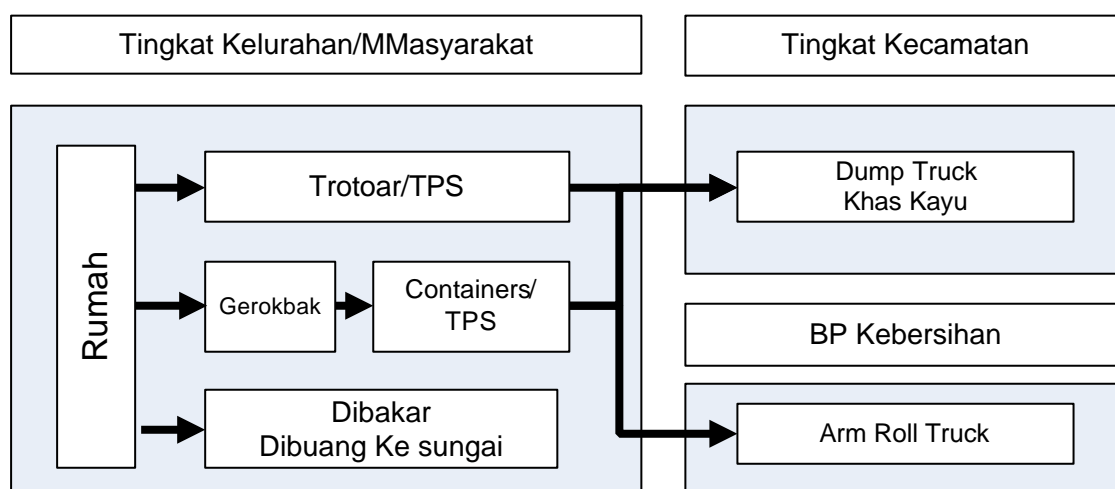 Tingkat Kelurahan/MMasyarakat
Tingkat Kecamatan
Rumah
Trotoar/TPS
Gerokbak
Containers/
TPS
Dibakar
Dibuang Ke sungai
Dump Truck
Khas Kayu
BP Kebersihan
Arm Roll Truck